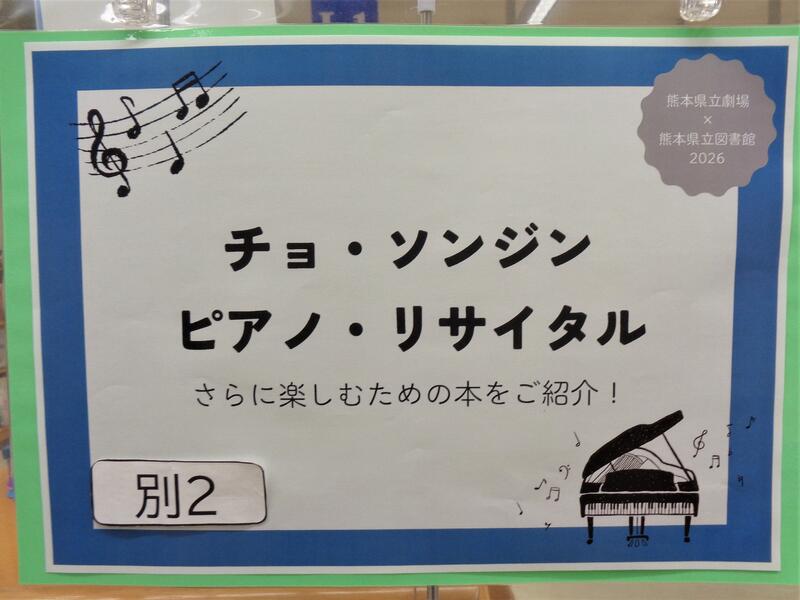 熊本県立劇場
×
熊本県立図書館
2026
チョ・ソンジン
ピアノ・リサイタル
さらに楽しむための本をご紹介!
別2